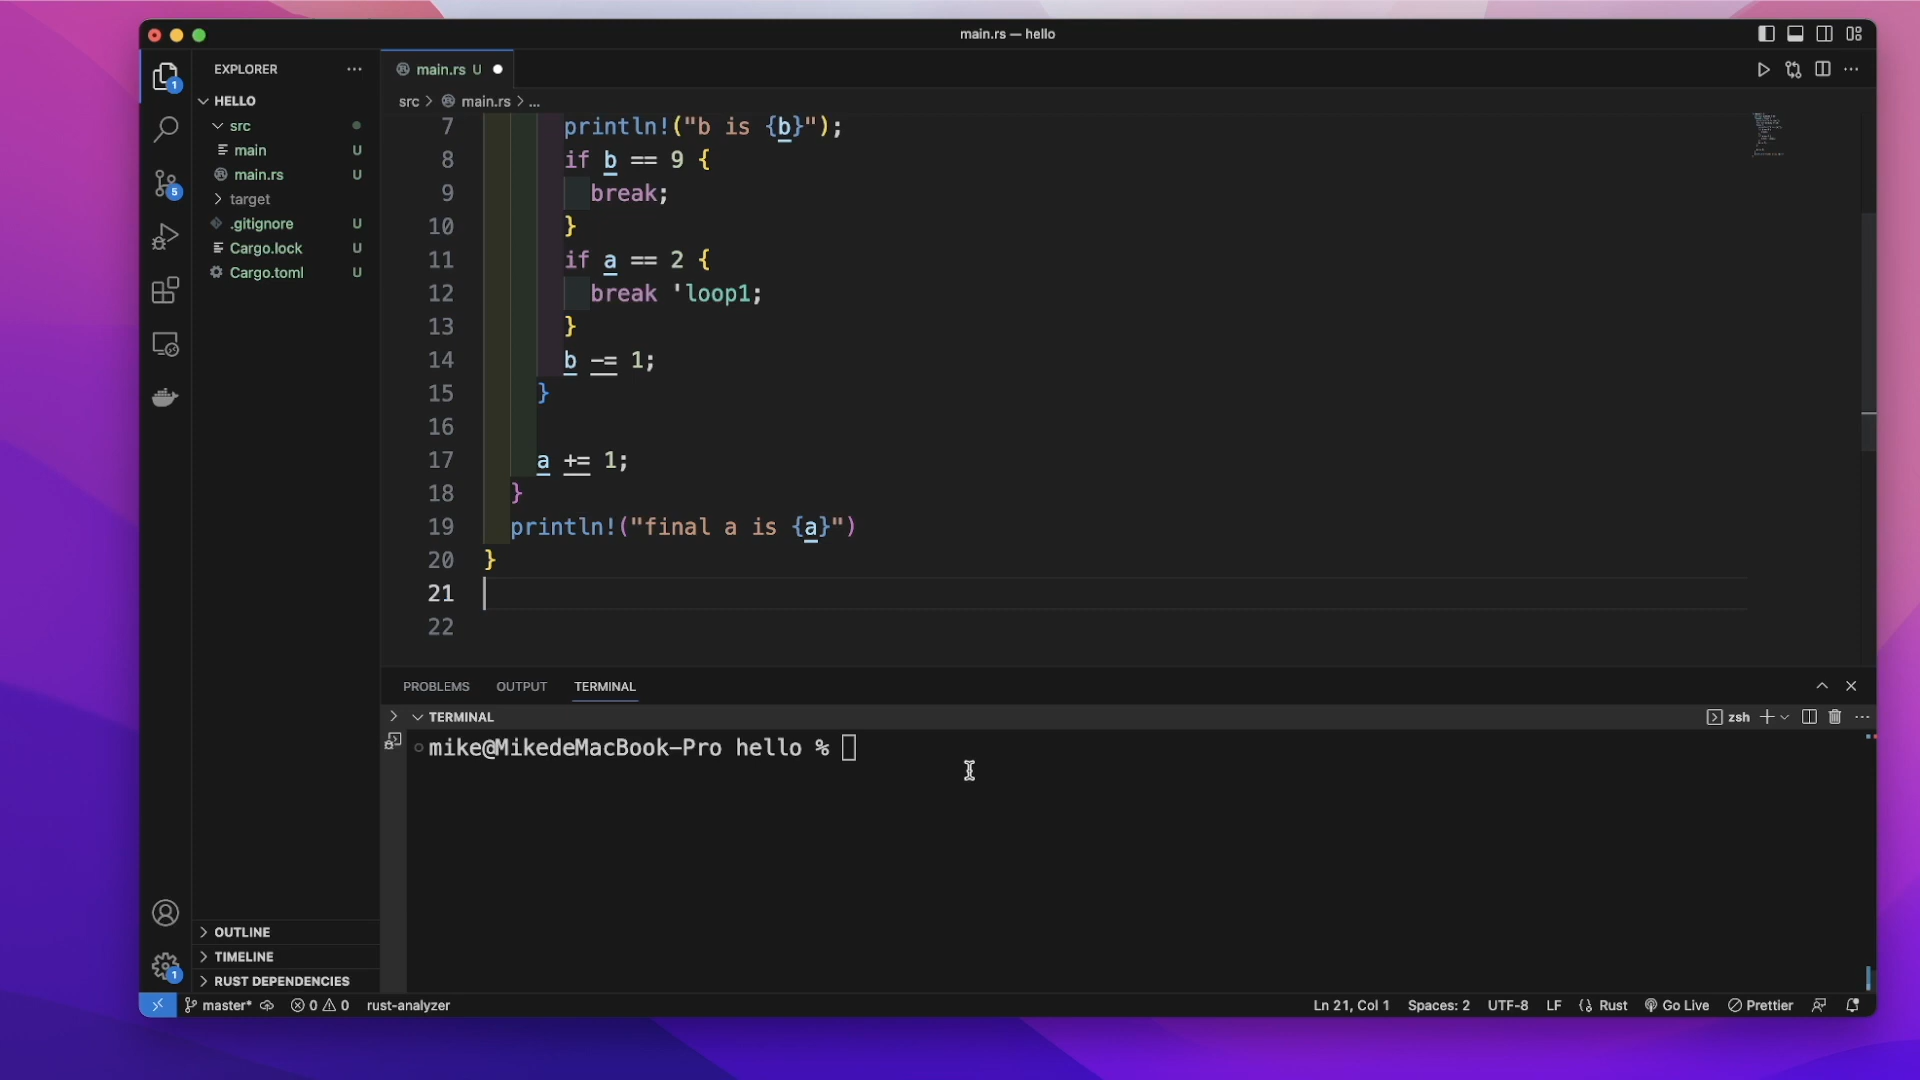 main.rs — hello
EXPLORER
HELLO
src
main U
main.rs U
target
.gitignore U
Cargo.lock U
Cargo.toml U
OUTLINE
TIMELINE
RUST DEPENDENCIES
1
5
1
main.rs U
src > main.rs > ...
7 println!("b is {b}");
8 if b == 9 {
9 break;
10 }
11 if a == 2 {
12 break 'loop1;
13 }
14 b -= 1;
15 }
16
17 a += 1;
18 }
19 println!("final a is {a}")
20 }
21
22
PROBLEMS OUTPUT TERMINAL
TERMINAL
zsh
mike@MikedeMacBook-Pro hello %
master* 0 0 rust-analyzer
Ln 21, Col 1 Spaces: 2 UTF-8 LF {} Rust Go Live Prettier